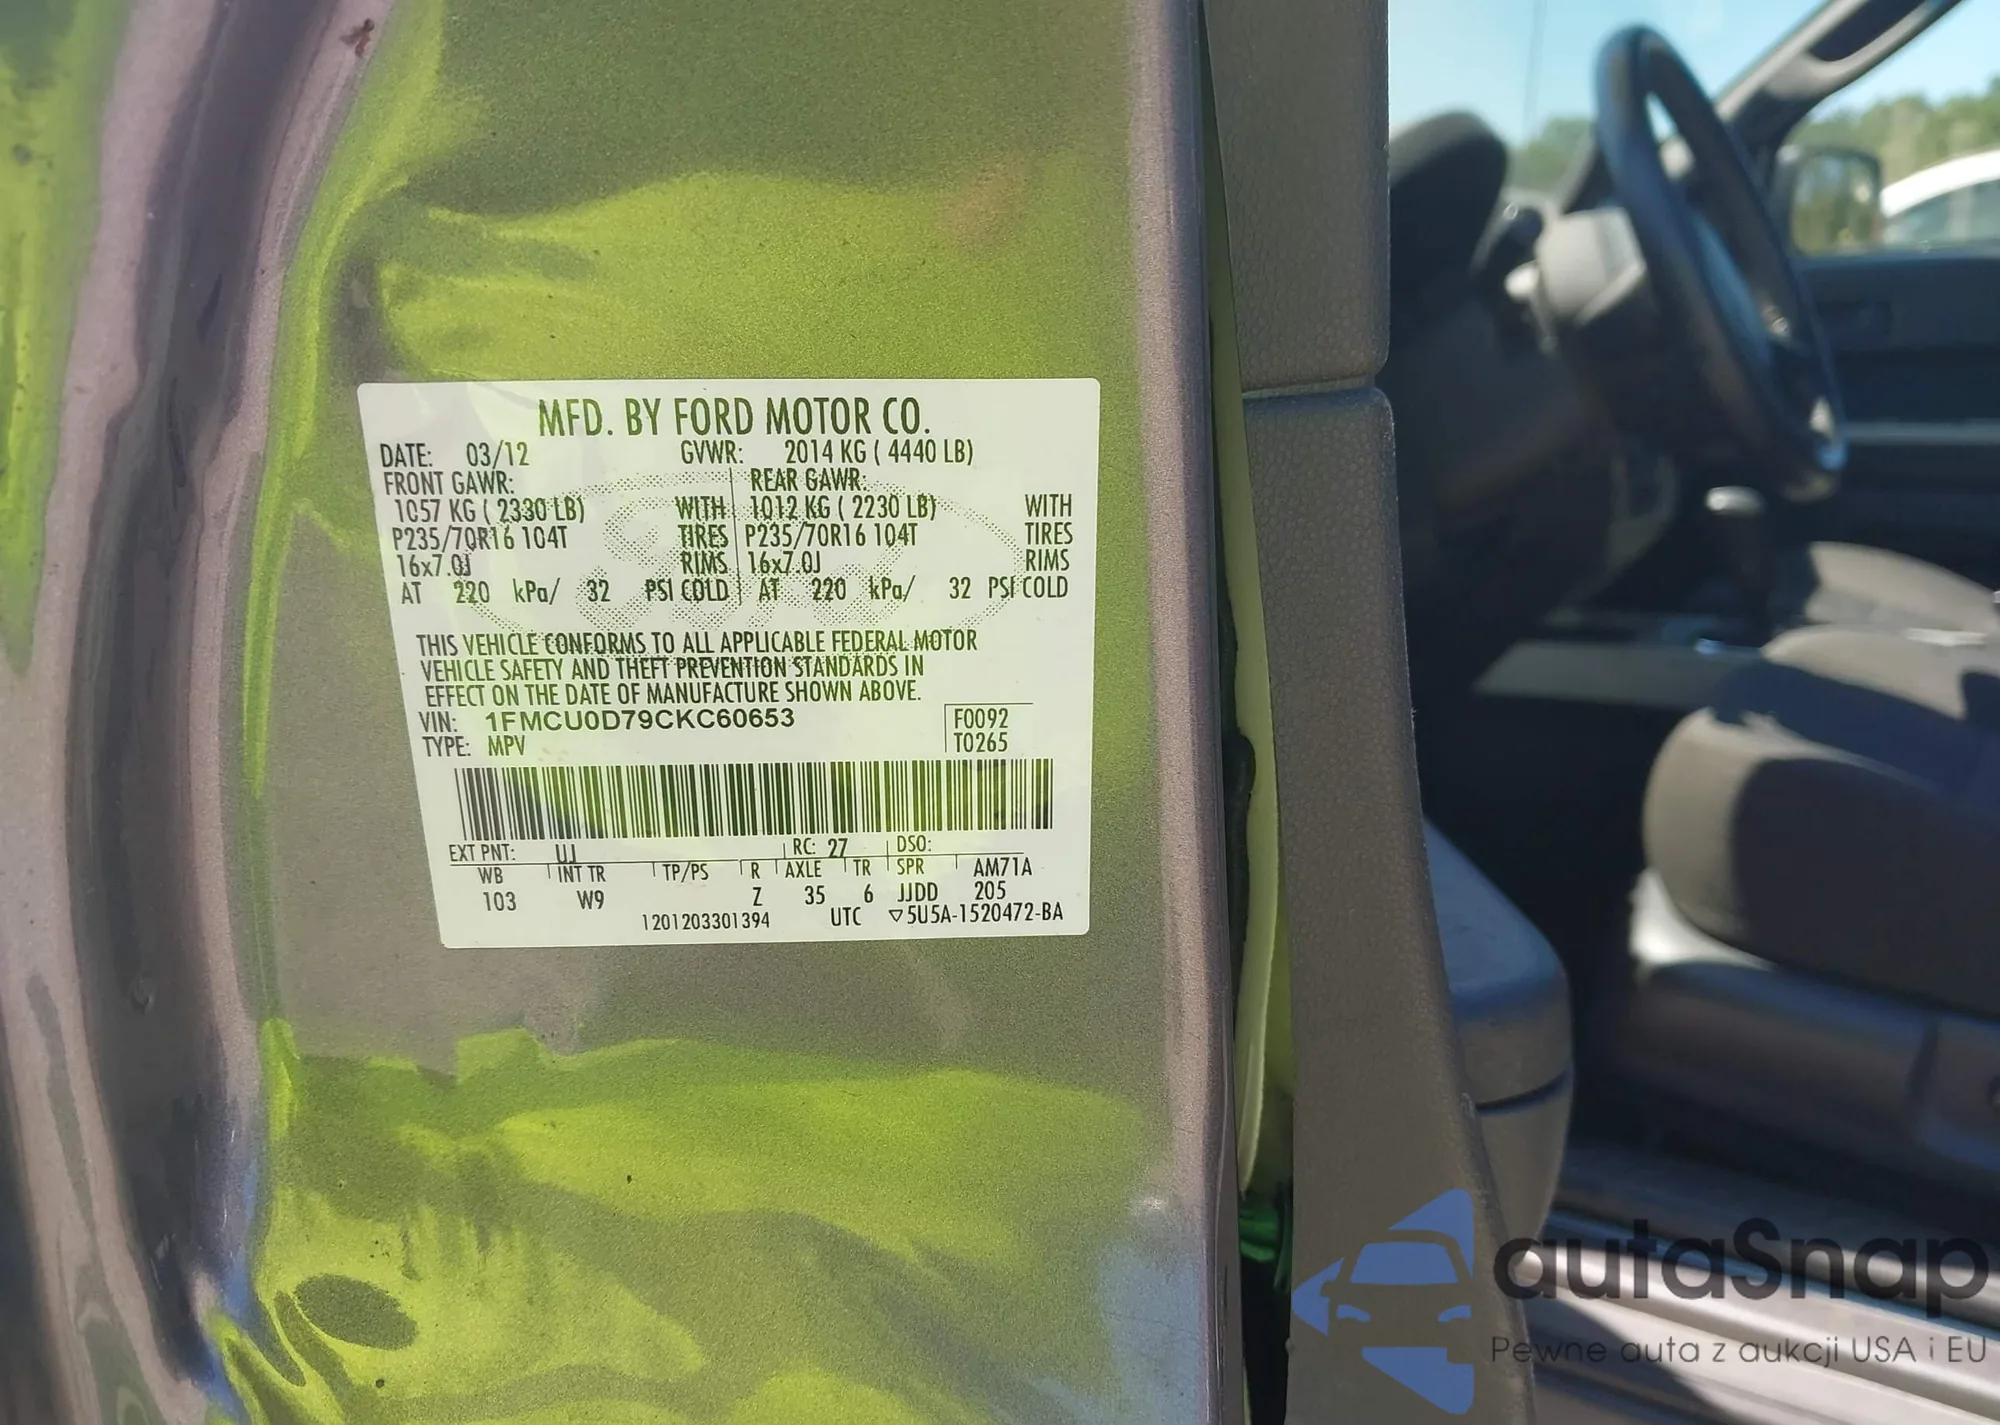 MFD. BY FORD MOTOR CO.
DATE: 03/12 GVWR: 2014 KG ( 4440 LB)
FRONT GAWR: REAR GAWR:
1057 KG ( 2330 LB) WITH 1012 KG ( 2230 LB) WITH
P235/70R16 104T TIRES P235/70R16 104T TIRES
16x7.0J RIMS 16x7.0J RIMS
AT 220 kPa/ 32 PSI COLD AT 220 kPa/ 32 PSI COLD
THIS VEHICLE CONFORMS TO ALL APPLICABLE FEDERAL MOTOR
VEHICLE SAFETY AND THEFT PREVENTION STANDARDS IN
EFFECT ON THE DATE OF MANUFACTURE SHOWN ABOVE.
VIN: 1FMCU0D79CKC60653 F0092
TYPE: MPV T0265
EXT PNT: UJ RC: 27 DSO:
WB INT TR TP/PS R AXLE TR SPR AM71A
103 W9 Z 35 6 JJDD 205
1201203301394 UTC ▽5U5A-1520472-BA
autaSnap
Pewne auta z aukcji USA i EU